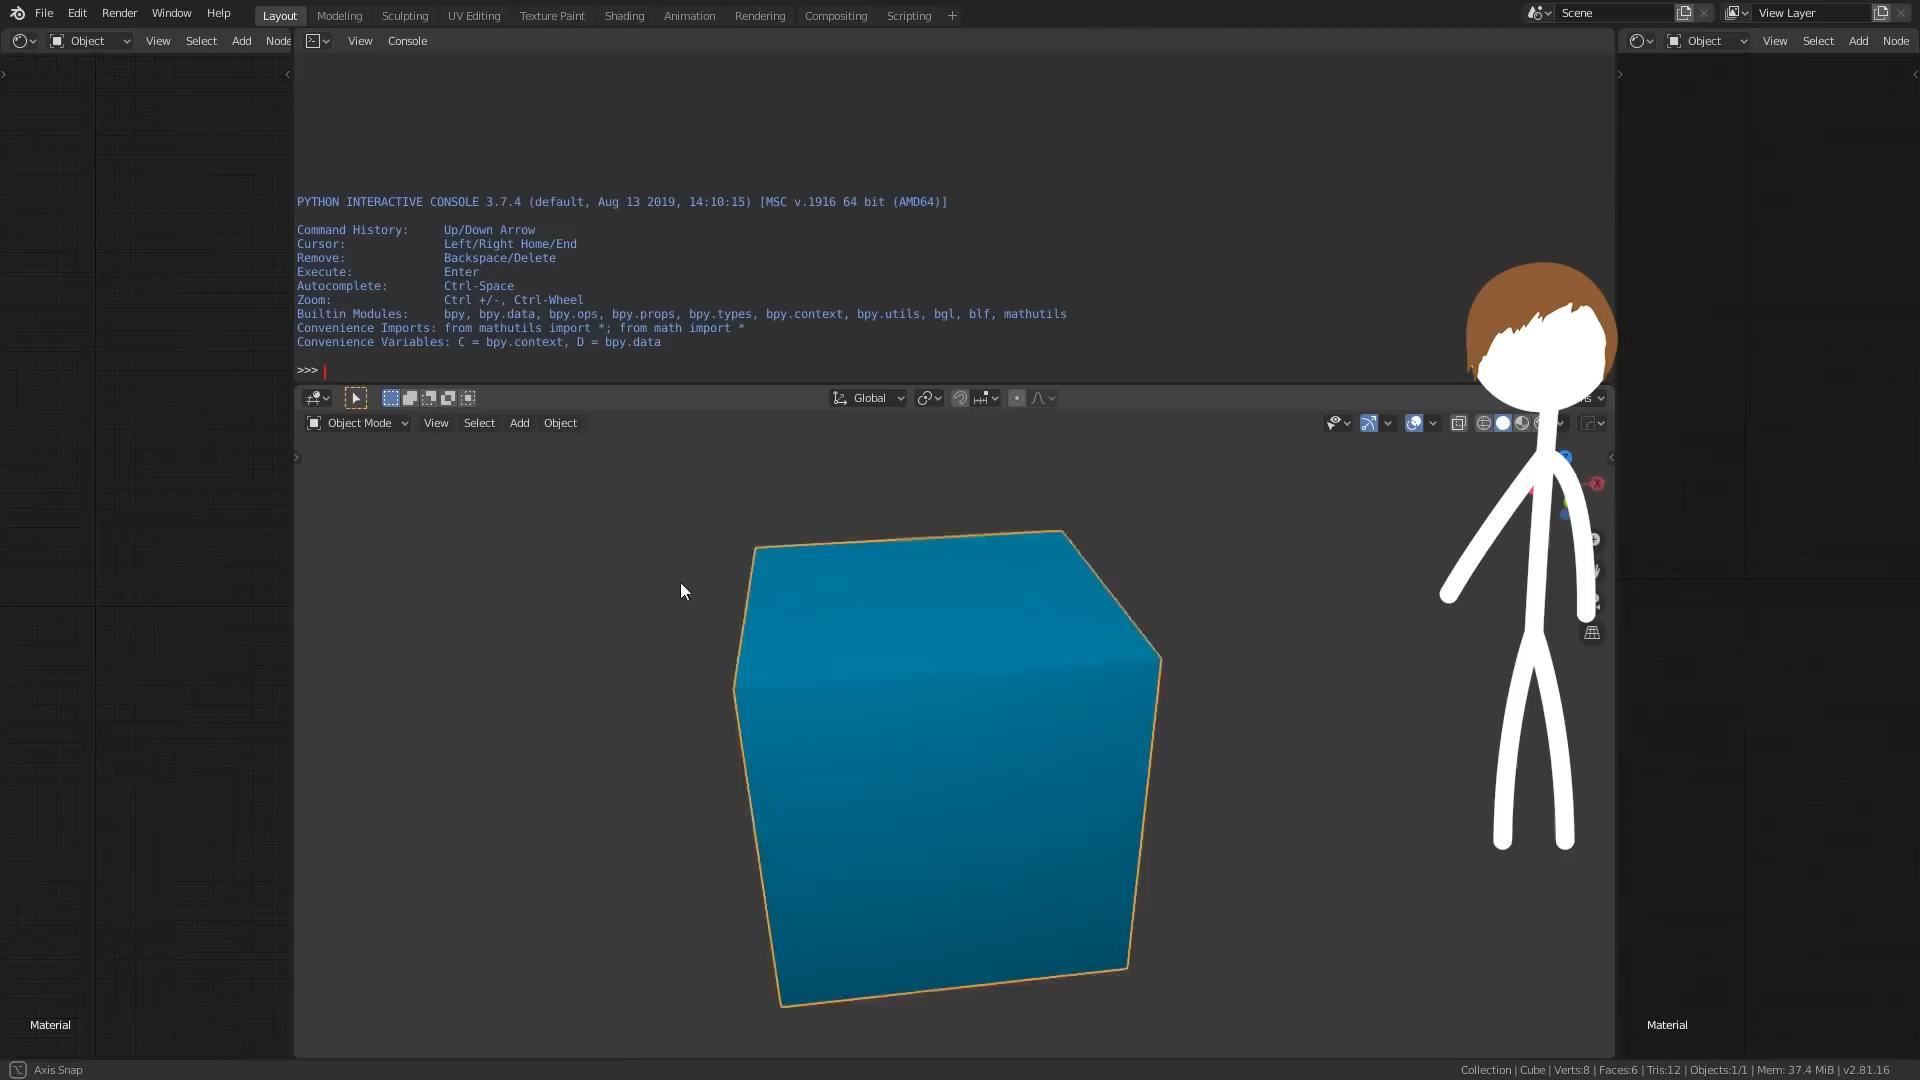 File Edit Render Window Help Layout Modeling Sculpting UV Editing Texture Paint Shading Animation Rendering Compositing Scripting + Scene View Layer
Object View Select Add Node View Console Object View Select Add Node
PYTHON INTERACTIVE CONSOLE 3.7.4 (default, Aug 13 2019, 14:10:15) [MSC v.1916 64 bit (AMD64)]
Command History: Up/Down Arrow
Cursor: Left/Right Home/End
Remove: Backspace/Delete
Execute: Enter
Autocomplete: Ctrl-Space
Zoom: Ctrl +/-, Ctrl-Wheel
Builtin Modules: bpy, bpy.data, bpy.ops, bpy.props, bpy.types, bpy.context, bpy.utils, bgl, blf, mathutils
Convenience Imports: from mathutils import *; from math import *
Convenience Variables: C = bpy.context, D = bpy.data
>>>
Global
Object Mode View Select Add Object
X
Material Material
Axis Snap Collection | Cube | Verts:8 | Faces:6 | Tris:12 | Objects:1/1 | Mem: 37.4 MiB | v2.81.16